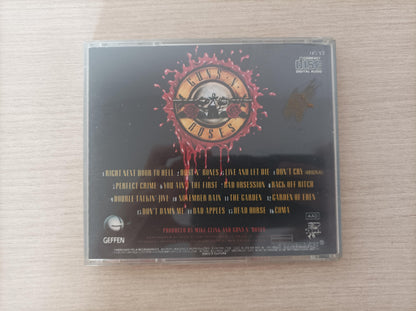 COMPACT
disc
DIGITAL AUDIO
GUNS N'
ROSES
1 RIGHT NEXT DOOR TO HELL 2 DUST N' BONES 3 LIVE AND LET DIE 4 DON'T CRY (ORIGINAL)
5 PERFECT CRIME 6 YOU AIN'T THE FIRST 7 BAD OBSESSION 8 BACK OFF BITCH
9 DOUBLE TALKIN' JIVE 10 NOVEMBER RAIN 11 THE GARDEN 12 GARDEN OF EDEN
13 DON'T DAMN ME 14 BAD APPLES 15 DEAD HORSE 16 COMA
PRODUCED BY MIKE CLINK AND GUNS N' ROSES
GEFFEN